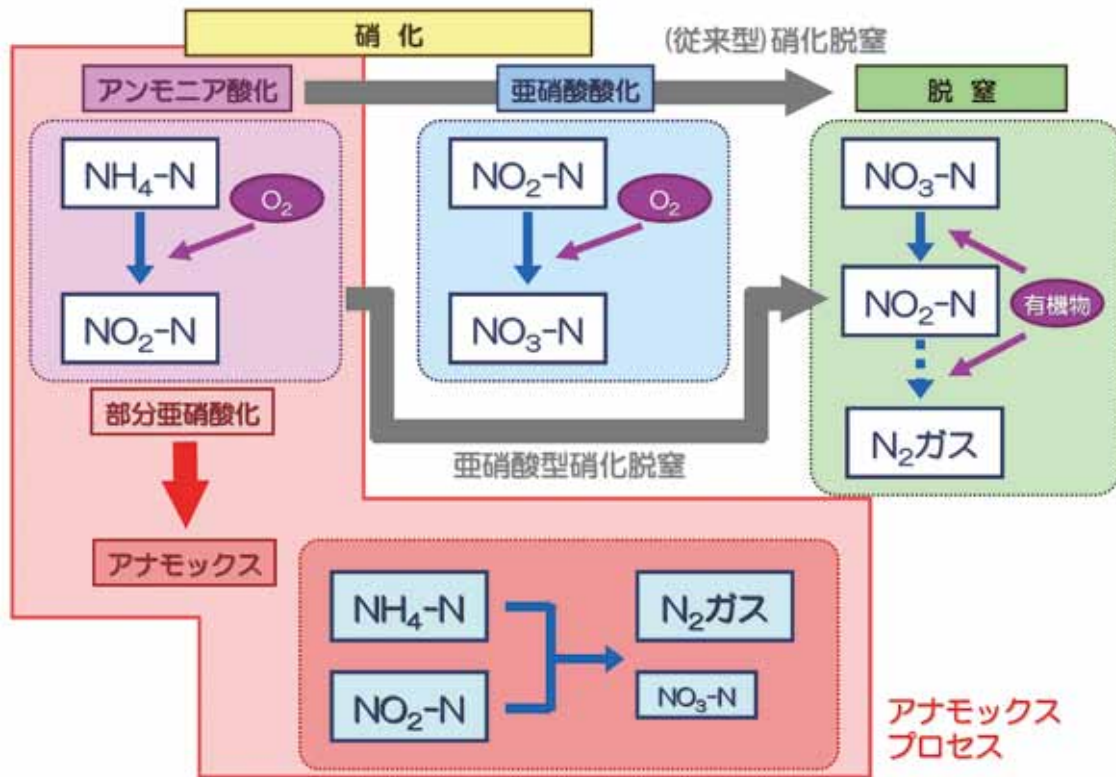 硝 化
(従来型)硝化脱窒
アンモニア酸化
亜硝酸酸化
脱 窒
NH₄-N
O₂
NO₂-N
NO₂-N
O₂
NO₃-N
NO₃-N
NO₂-N
有機物
N₂ガス
部分亜硝酸化
亜硝酸型硝化脱窒
アナモックス
NH₄-N
NO₂-N
N₂ガス
NO₃-N
アナモックス
プロセス